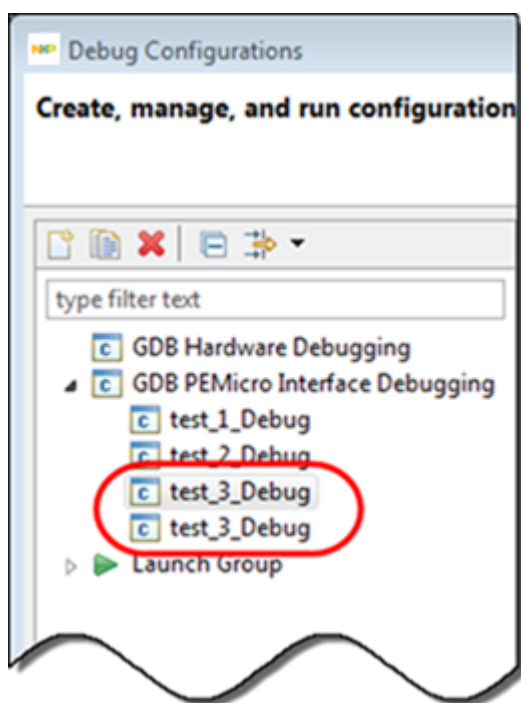 NXP Debug Configurations
Create, manage, and run configuration
type filter text
c GDB Hardware Debugging
c GDB PEMicro Interface Debugging
c test_1_Debug
c test_2_Debug
c test_3_Debug
c test_3_Debug
Launch Group